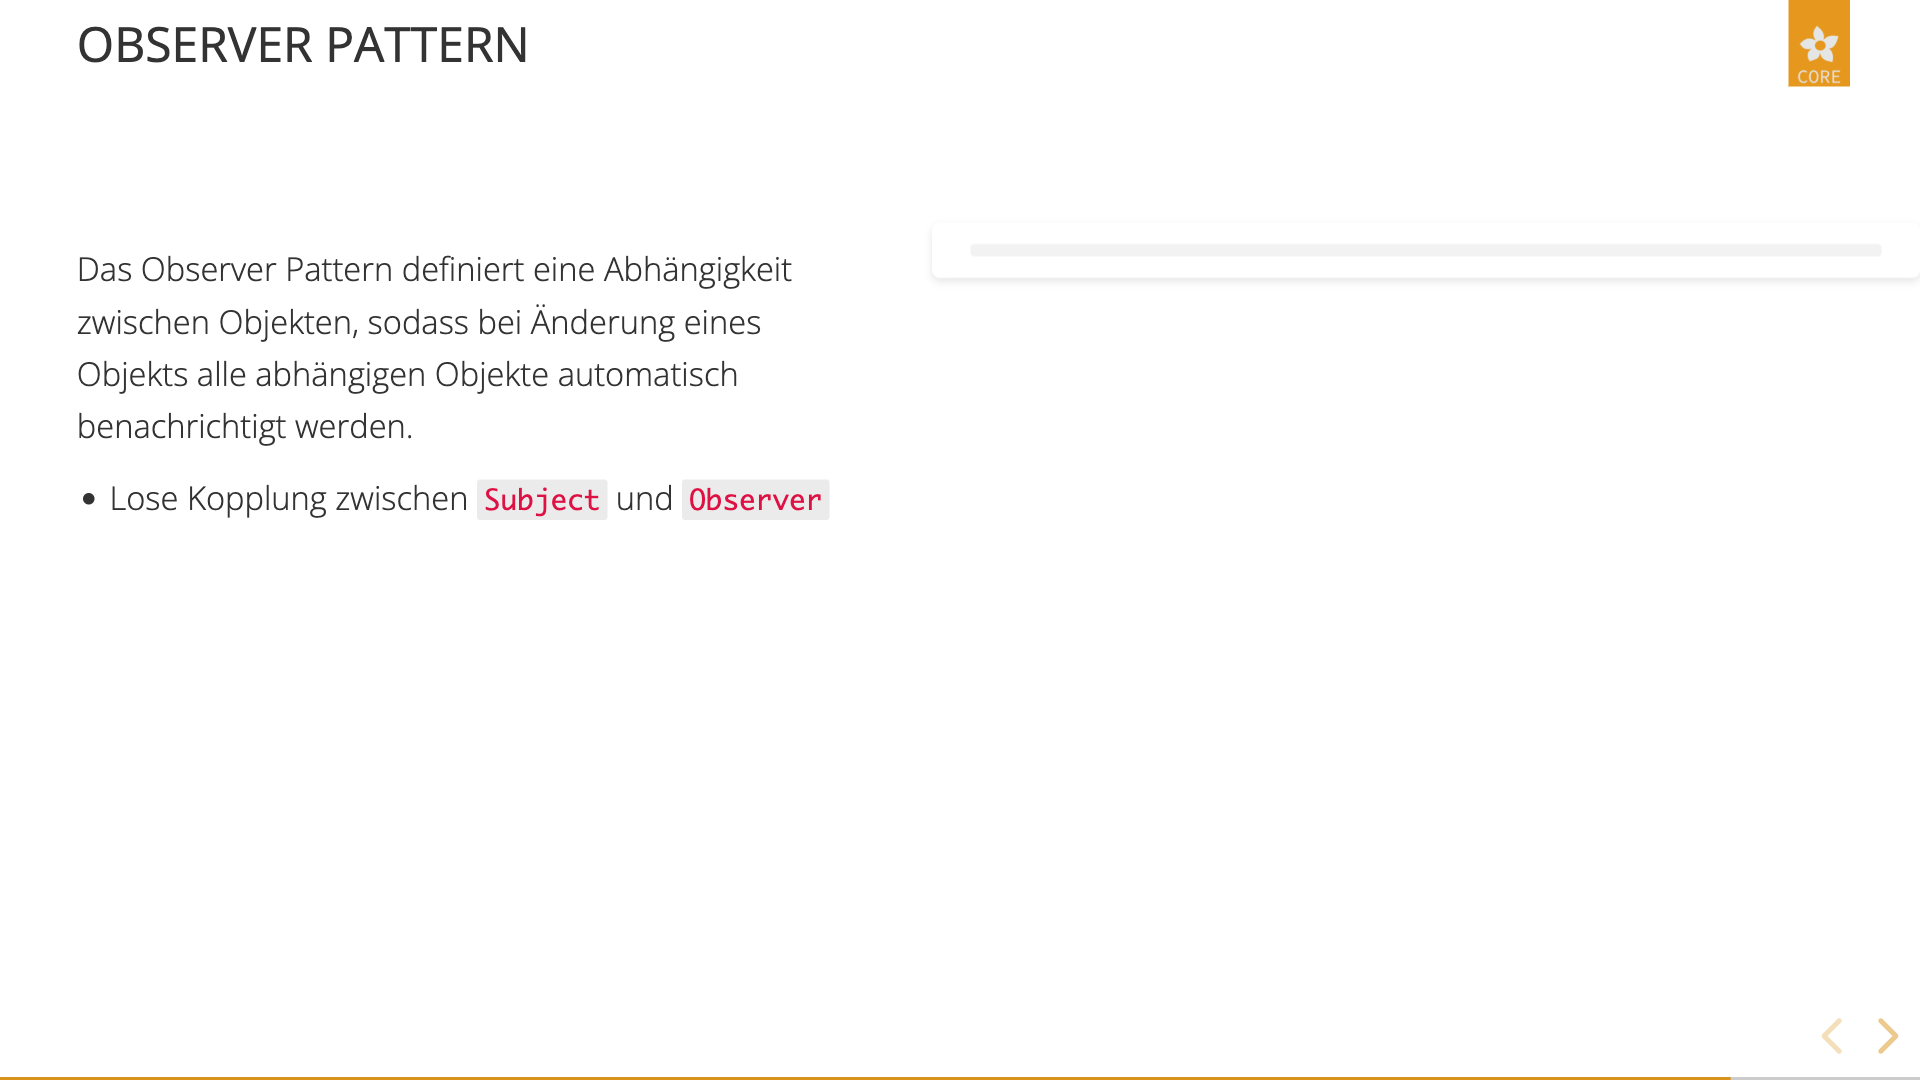 OBSERVER PATTERN
CORE
Das Observer Pattern definiert eine Abhängigkeit
zwischen Objekten, sodass bei Änderung eines
Objekts alle abhängigen Objekte automatisch
benachrichtigt werden.
• Lose Kopplung zwischen Subject und Observer